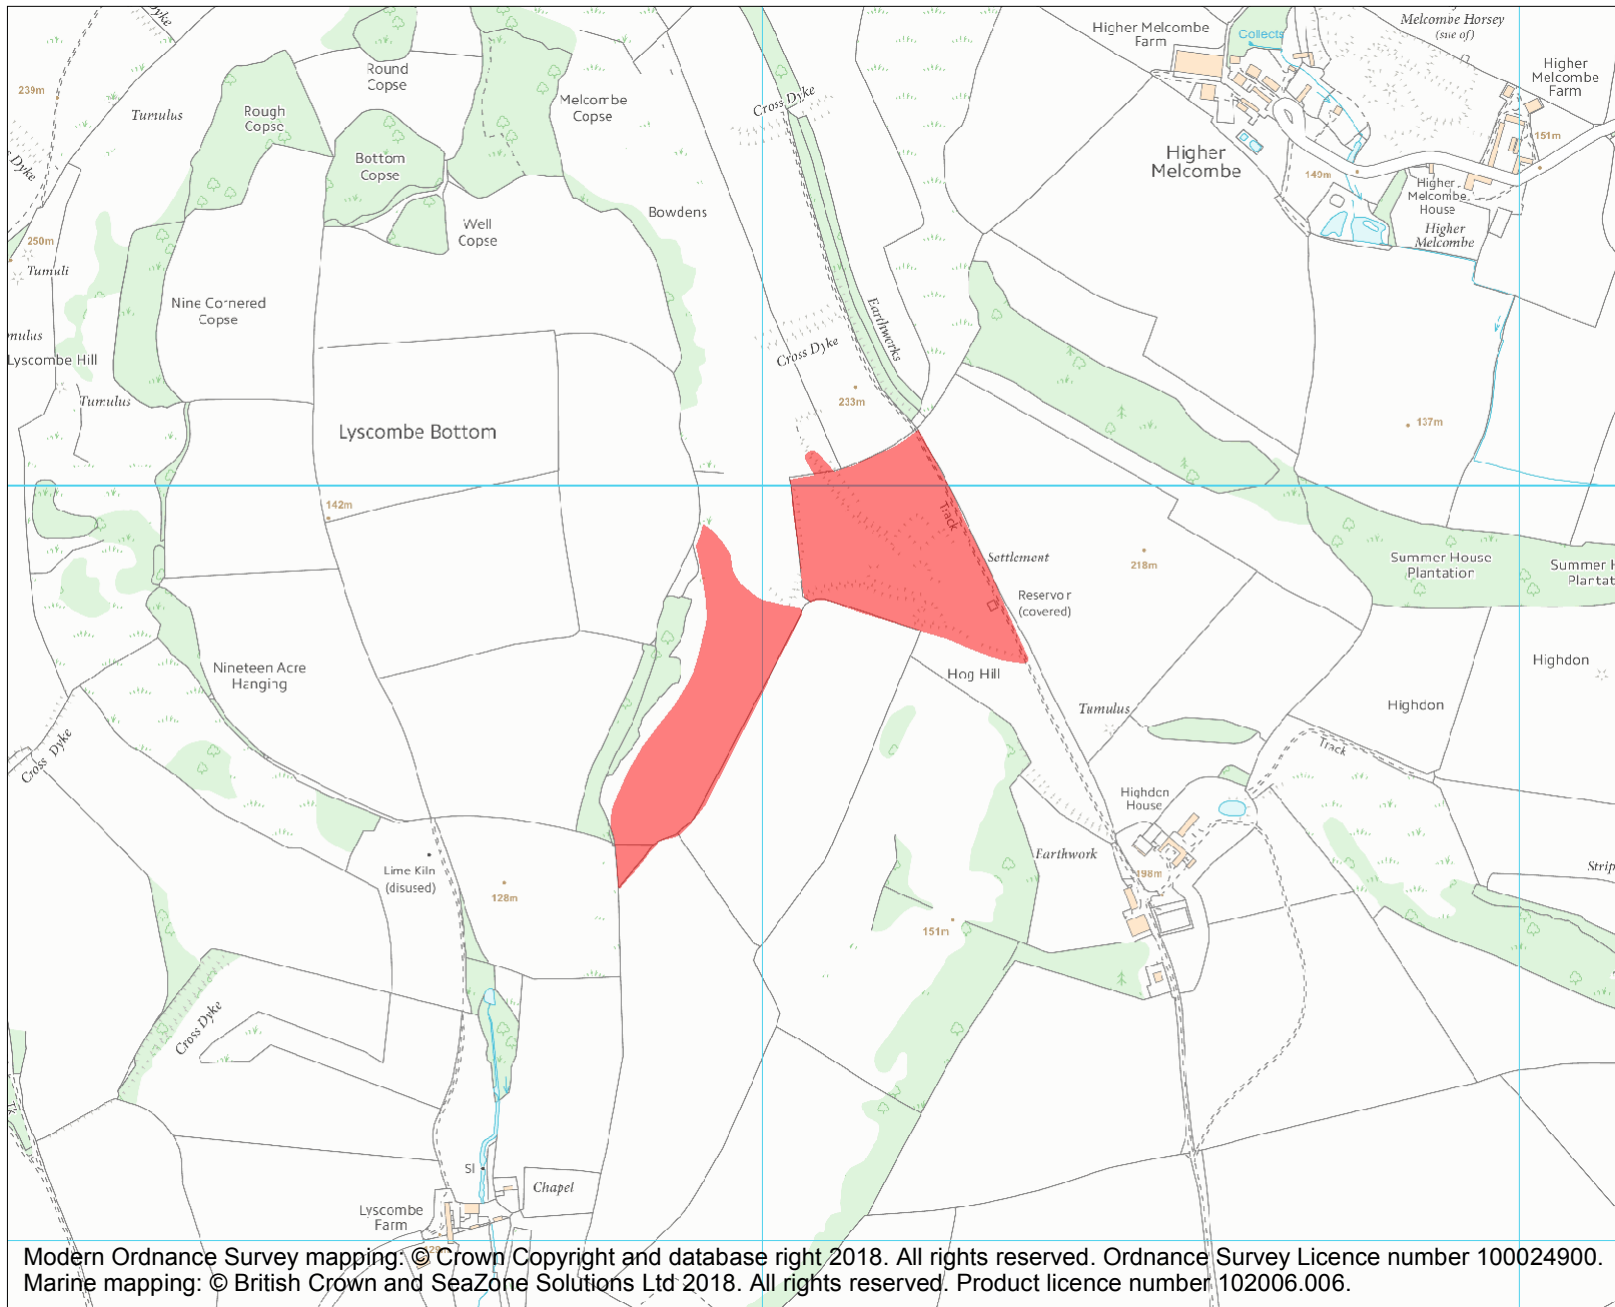 Dyke
Melcombe Horsey
(site of)
Higher Melcombe
Farm
Collects
Higher
Melcombe
Farm
Round
Copse
239m
Tumulus
Rough
Copse
Melcombe
Copse
Cross Dyke
151m
Dyke
Bottom
Copse
Higher
Melcombe
149m
Higher
Melcombe
House
Bowdens
Well
Copse
Higher
Melcombe
250m
Tumuli
Nine Cornered
Copse
Earthworks
mulus
Lyscombe Hill
Cross Dyke
Tumulus
233m
137m
Lyscombe Bottom
142m
Track
Settlement
218m
Summer House
Plantation
Summer H
Plantat
Reservoir
(covered)
Nineteen Acre
Hanging
Hog Hill
Highdon
Highdon
Tumulus
Cross Dyke
Track
Highdon
House
Earthwork
Lime Kiln
(disused)
198m
Strip
128m
151m
Cross Dyke
Sl
Chapel
Lyscombe
Farm
Modern Ordnance Survey mapping: © Crown Copyright and database right 2018. All rights reserved. Ordnance Survey Licence number 100024900.
Marine mapping: © British Crown and SeaZone Solutions Ltd 2018. All rights reserved. Product licence number 102006.006.